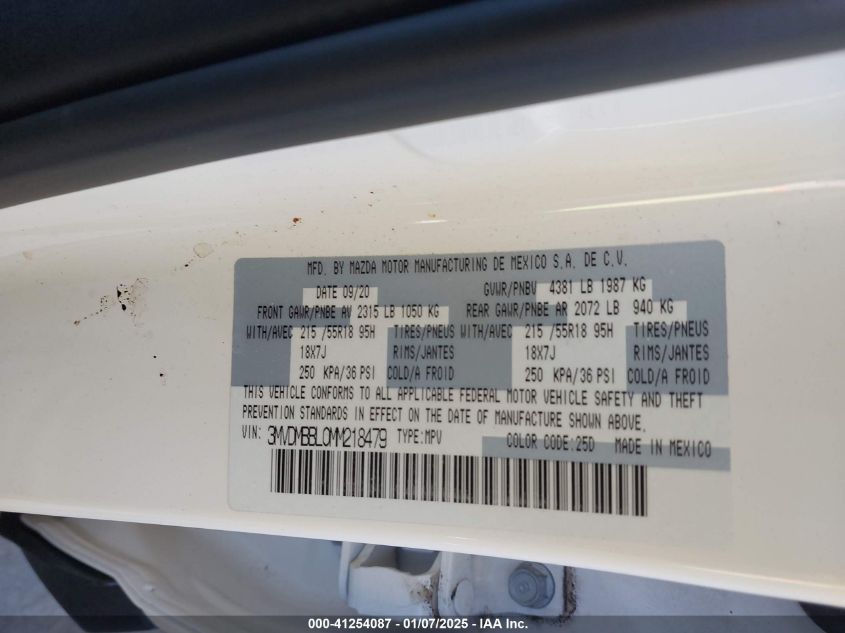 MFD. BY MAZDA MOTOR MANUFACTURING DE MEXICO S.A. DE C.V.
DATE 09/20 GVWR/PNBV 4381 LB 1987 KG
FRONT GAWR/PNBE AV 2315 LB 1050 KG REAR GAWR/PNBE AR 2072 LB 940 KG
WITH/AVEC 215 /55R18 95H TIRES/PNEUS WITH/AVEC 215 /55R18 95H TIRES/PNEUS
18X7J RIMS/JANTES 18X7J RIMS/JANTES
250 KPA/36 PSI COLD/A FROID 250 KPA/36 PSI COLD/A FROID
THIS VEHICLE CONFORMS TO ALL APPLICABLE FEDERAL MOTOR VEHICLE SAFETY AND THEFT
PREVENTION STANDARDS IN EFFECT ON THE DATE OF MANUFACTURE SHOWN ABOVE.
VIN: 3MVDMBBL0MM218479 TYPE:MPV COLOR CODE:25D MADE IN MEXICO
000-41254087 - 01/07/2025 - IAA Inc.